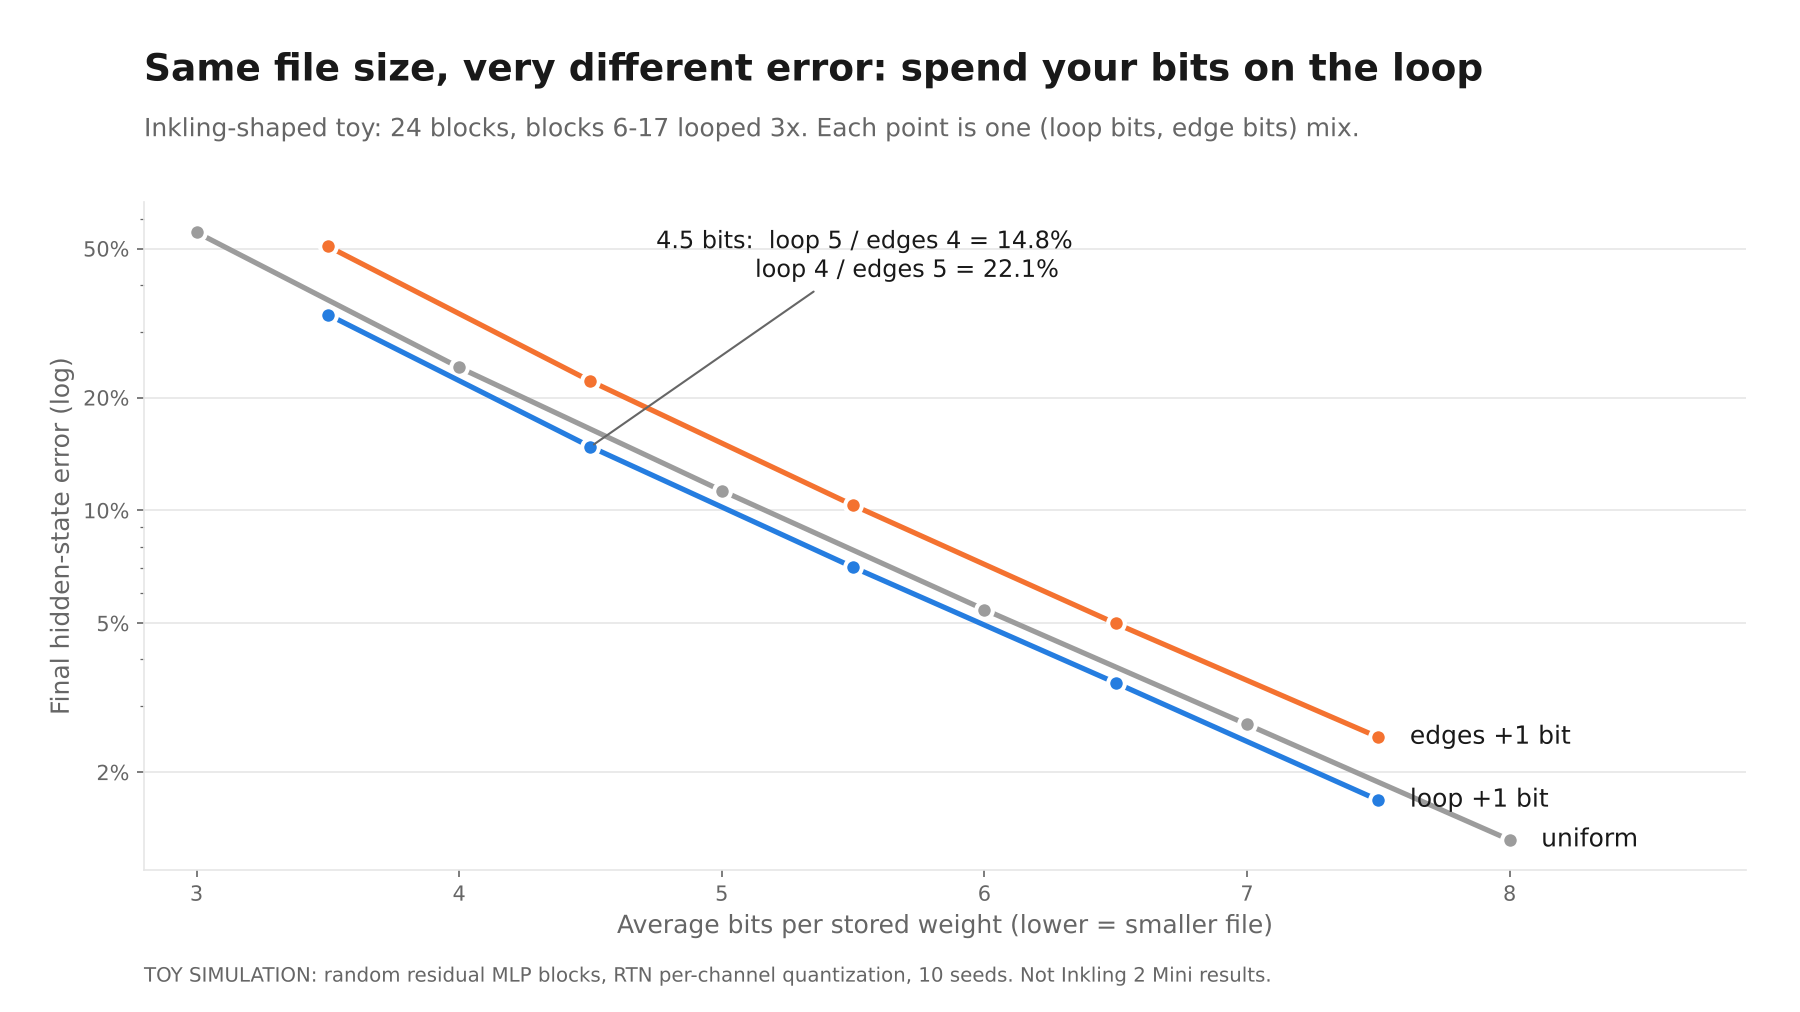 Same file size, very different error: spend your bits on the loop
Inkling-shaped toy: 24 blocks, blocks 6-17 looped 3x. Each point is one (loop bits, edge bits) mix.
4.5 bits:  loop 5 / edges 4 = 14.8%
loop 4 / edges 5 = 22.1%
Final hidden-state error (log)
50%
20%
10%
5%
2%
edges +1 bit
loop +1 bit
uniform
3 4 5 6 7 8
Average bits per stored weight (lower = smaller file)
TOY SIMULATION: random residual MLP blocks, RTN per-channel quantization, 10 seeds. Not Inkling 2 Mini results.